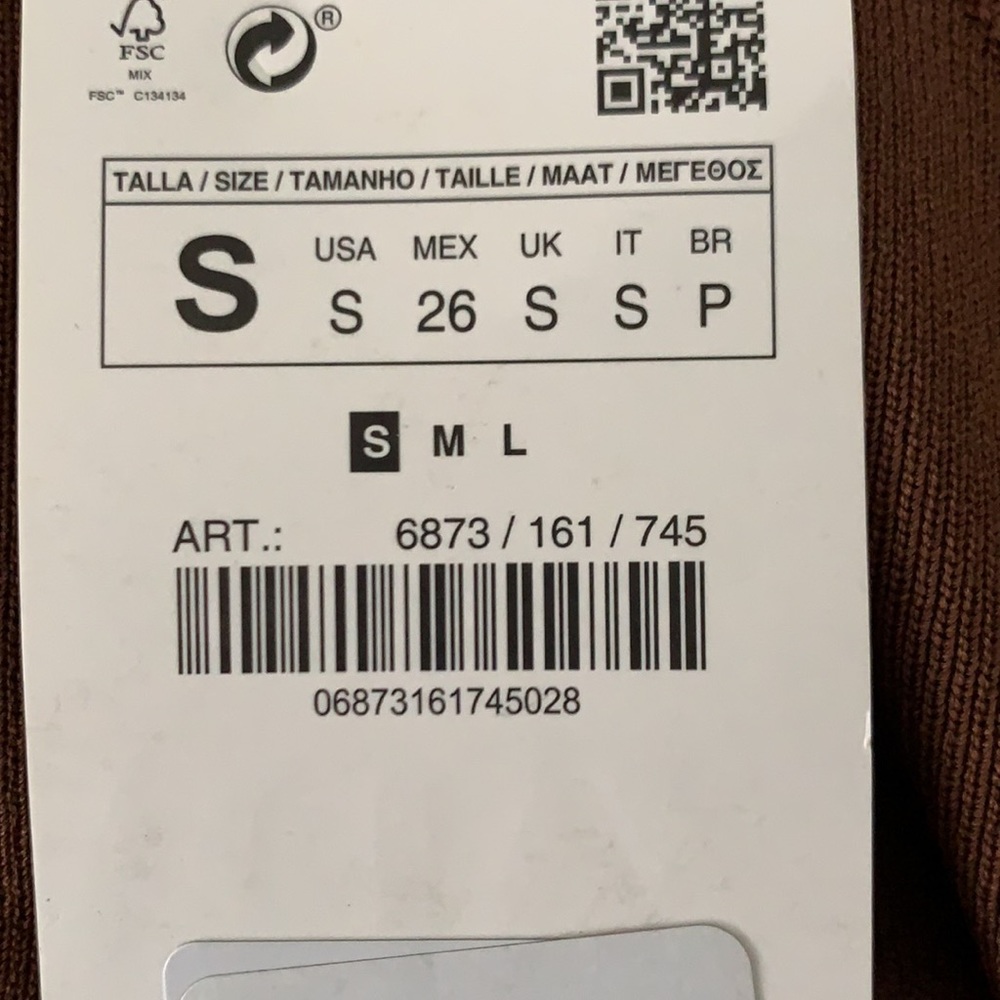 FSC
®
MIX
FSC™ C134134
TALLA / SIZE / TAMANHO / TAILLE / MAAT / ΜΕΓΕΘΟΣ
S
USA MEX UK IT BR
S 26 S S P
S M L
ART.: 6873 / 161 / 745
06873161745028